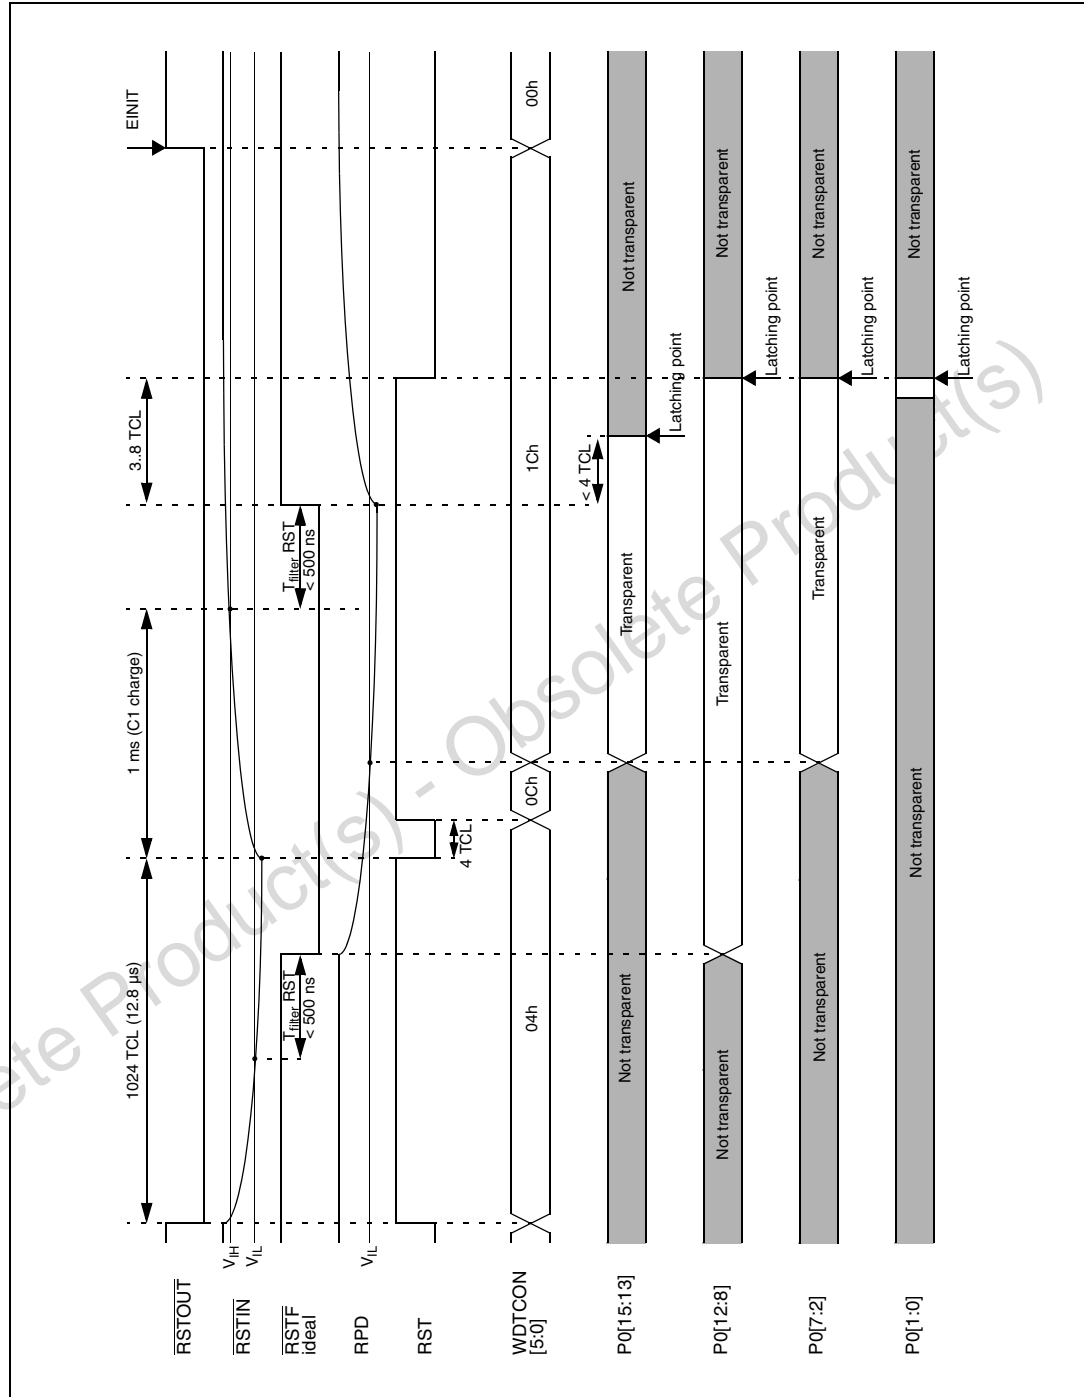 RSTOUT
RSTIN
VIH
VIL
RSTF
ideal
RPD
VIL
RST
WDTCON
[5:0]
P0[15:13]
P0[12:8]
P0[7:2]
P0[1:0]
1024 TCL (12.8 µs)
1 ms (C1 charge)
3..8 TCL
EINIT
Tfilter RST
< 500 ns
Tfilter RST
< 500 ns
4 TCL
04h
0Ch
1Ch
00h
< 4 TCL
Not transparent
Transparent
Not transparent
Latching point
Not transparent
Transparent
Not transparent
Latching point
Not transparent
Transparent
Not transparent
Latching point
Not transparent
Not transparent
Latching point
ete Product(s) - Obsolete Product(s)